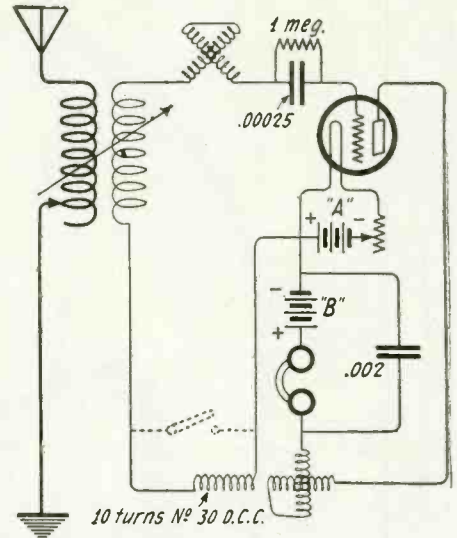 1 meg.
.00025
"A"
+ -
-
"B"
+
.002
10 turns Nº 30 D.C.C.